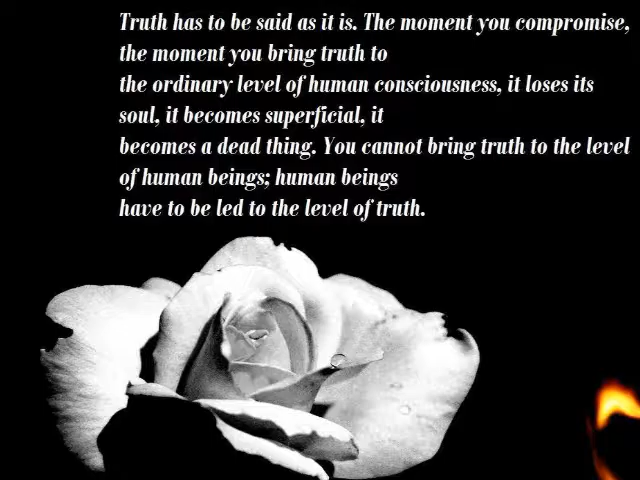 Truth has to be said as it is. The moment you compromise,
the moment you bring truth to
the ordinary level of human consciousness, it loses its
soul, it becomes superficial, it
becomes a dead thing. You cannot bring truth to the level
of human beings; human beings
have to be led to the level of truth.